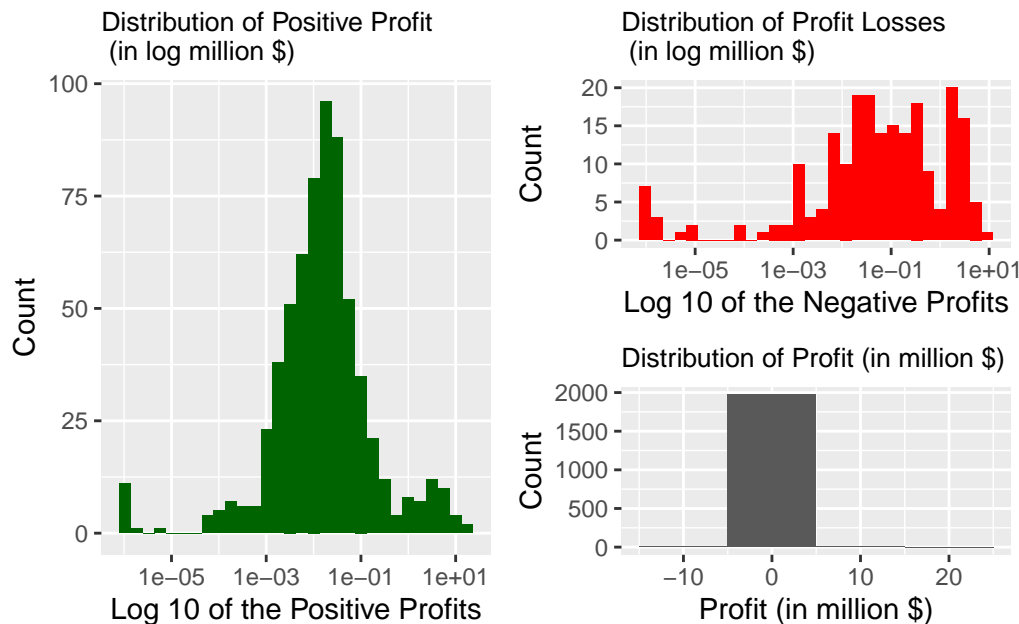 Distribution of Positive Profit
(in log million $)
100
75
50
25
0
Count
1e−05
1e−03
1e−01
1e+01
Log 10 of the Positive Profits
Distribution of Profit Losses
(in log million $)
20
15
10
5
0
Count
1e−05
1e−03
1e−01
1e+01
Log 10 of the Negative Profits
Distribution of Profit (in million $)
2000
1500
1000
500
0
Count
−10
0
10
20
Profit (in million $)